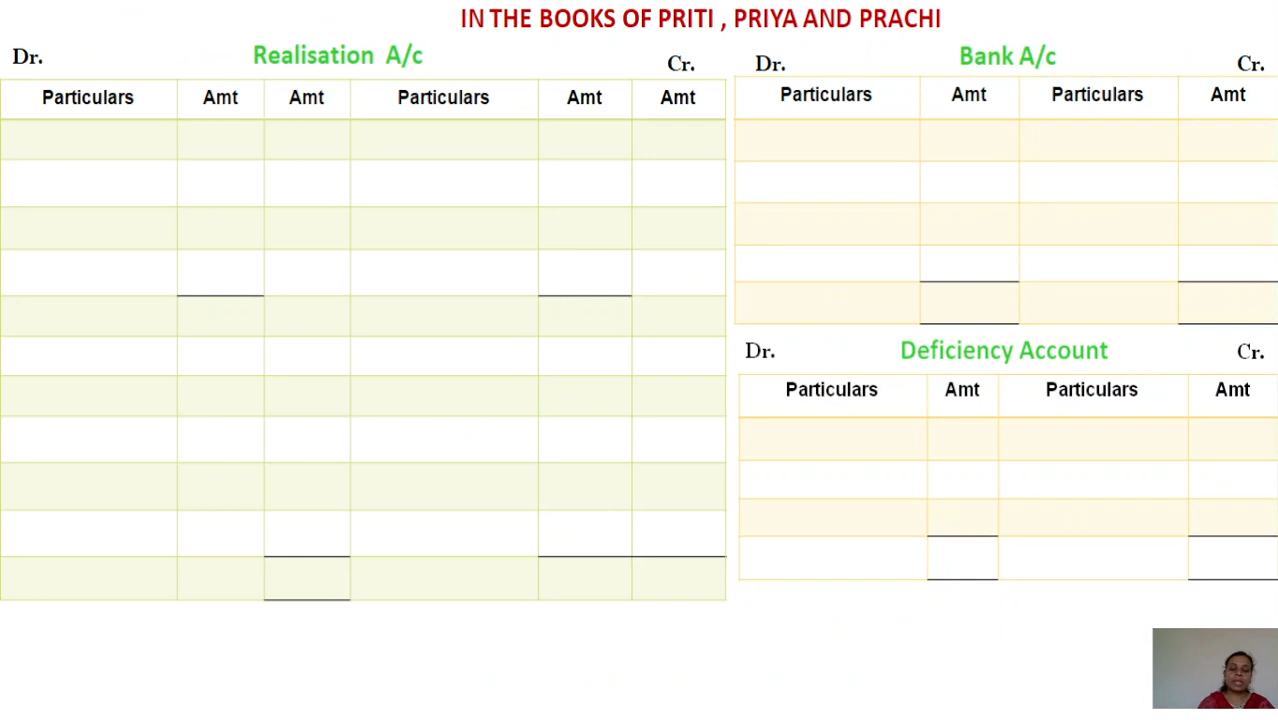 IN THE BOOKS OF PRITI , PRIYA AND PRACHI
Dr. Realisation A/c Cr.
Particulars Amt Amt Particulars Amt Amt
Dr. Bank A/c Cr.
Particulars Amt Particulars Amt
Dr. Deficiency Account Cr.
Particulars Amt Particulars Amt